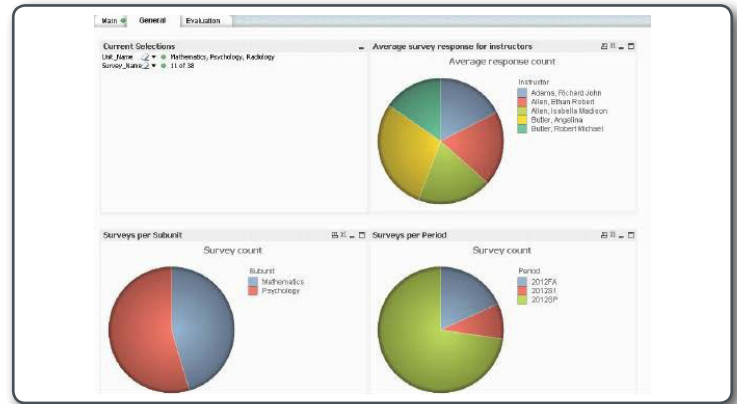 Main General Evaluation
Current Selections
Unit_Name Mathematics, Psychology, Radiology
Survey_Name 11 of 38
Average survey response for instructors
Average response count
Instructor
Adams, Richard John
Allen, Ethan Robert
Allen, Isabella Madison
Butler, Angelina
Butler, Robert Michael
Surveys per Subunit
Survey count
Subunit
Mathematics
Psychology
Surveys per Period
Survey count
Period
2012FA
2012S1
2012SP